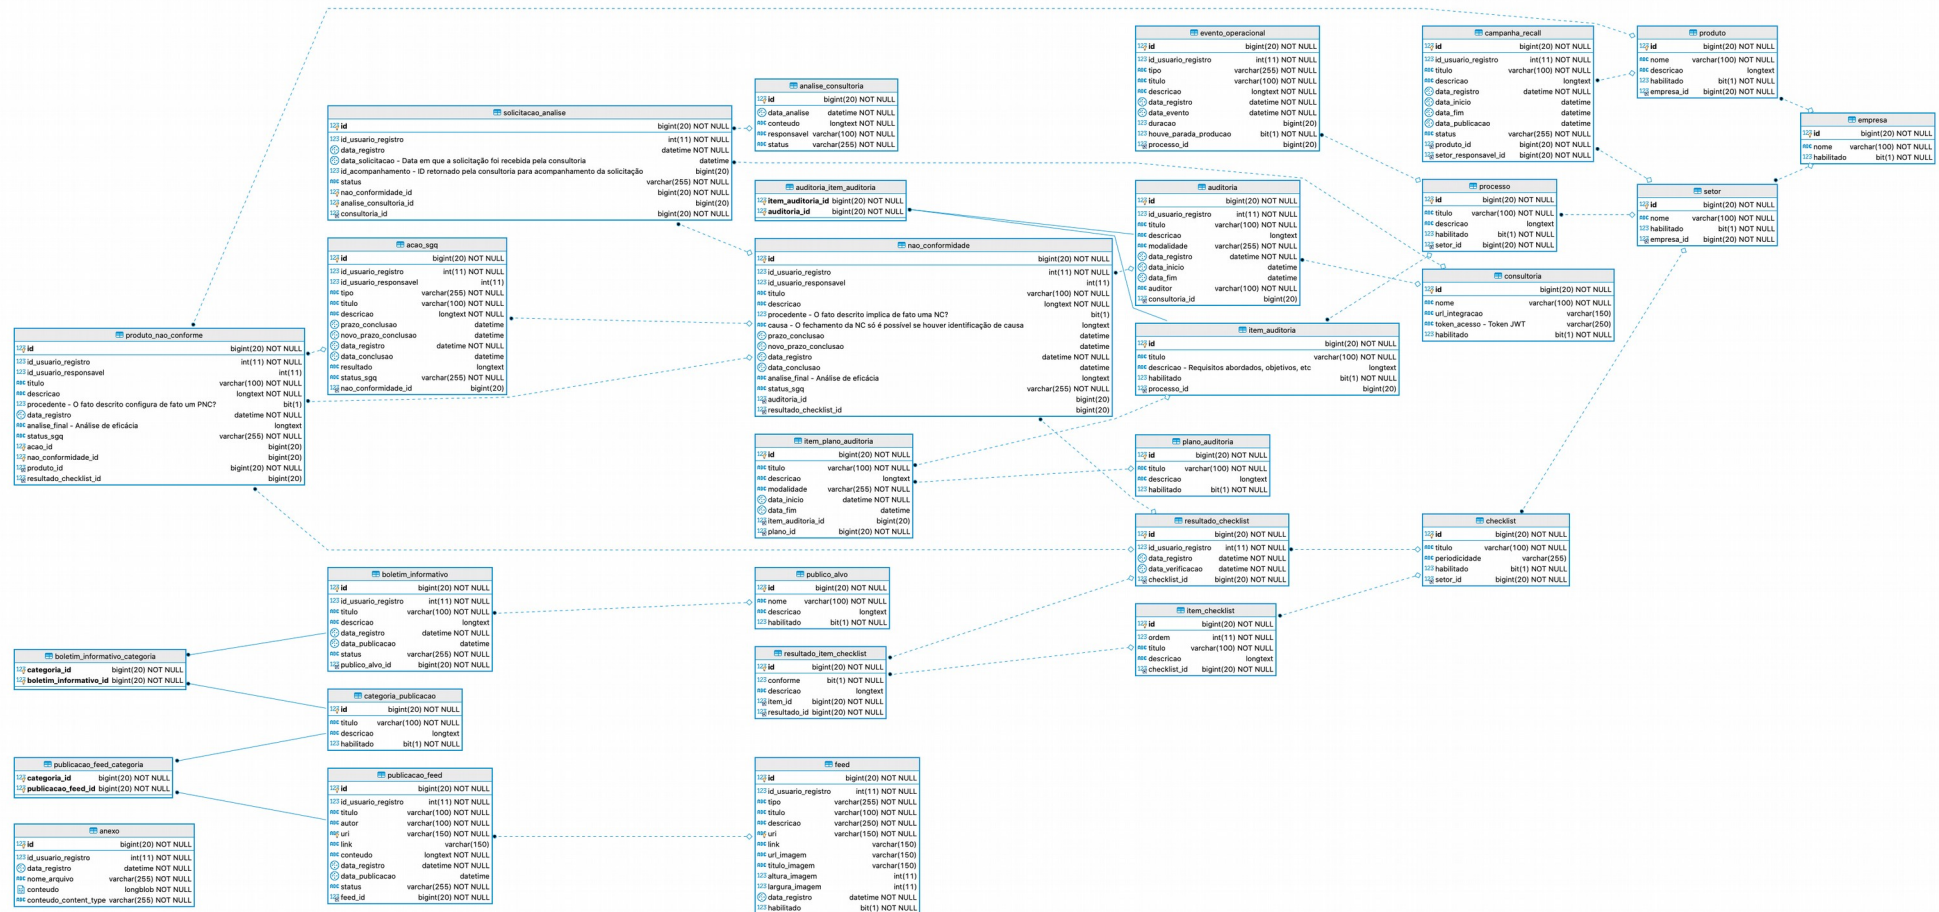 produto_nao_conforme
id bigint(20) NOT NULL
id_usuario_registro int(11) NOT NULL
id_usuario_responsavel int(11)
titulo varchar(100) NOT NULL
descricao longtext NOT NULL
procedente - O fato descrito configura de fato um PNC? bit(1)
data_registro datetime NOT NULL
analise_final - Análise de eficácia longtext
status_sgq varchar(255) NOT NULL
acao_id bigint(20)
nao_conformidade_id bigint(20)
produto_id bigint(20) NOT NULL
resultado_checklist_id bigint(20)
boletim_informativo_categoria
categoria_id bigint(20) NOT NULL
boletim_informativo_id bigint(20) NOT NULL
publicacao_feed_categoria
categoria_id bigint(20) NOT NULL
publicacao_feed_id bigint(20) NOT NULL
anexo
id bigint(20) NOT NULL
id_usuario_registro int(11) NOT NULL
data_registro datetime NOT NULL
nome_arquivo varchar(255) NOT NULL
conteudo longblob NOT NULL
conteudo_content_type varchar(255) NOT NULL
solicitacao_analise
id bigint(20) NOT NULL
id_usuario_registro int(11) NOT NULL
data_registro datetime NOT NULL
data_solicitacao - Data em que a solicitação foi recebida pela consultoria datetime
id_acompanhamento - ID retornado pela consultoria para acompanhamento da solicitação bigint(20)
status varchar(255) NOT NULL
nao_conformidade_id bigint(20) NOT NULL
analise_consultoria_id bigint(20)
consultoria_id bigint(20) NOT NULL
acao_sgq
id bigint(20) NOT NULL
id_usuario_registro int(11) NOT NULL
id_usuario_responsavel int(11)
tipo varchar(255) NOT NULL
titulo varchar(100) NOT NULL
descricao longtext NOT NULL
prazo_conclusao datetime
novo_prazo_conclusao datetime
data_registro datetime NOT NULL
data_conclusao datetime
resultado longtext
status_sgq varchar(255) NOT NULL
nao_conformidade_id bigint(20)
boletim_informativo
id bigint(20) NOT NULL
id_usuario_registro int(11) NOT NULL
titulo varchar(100) NOT NULL
descricao longtext
data_registro datetime NOT NULL
data_publicacao datetime
status varchar(255) NOT NULL
publico_alvo_id bigint(20) NOT NULL
categoria_publicacao
id bigint(20) NOT NULL
titulo varchar(100) NOT NULL
descricao longtext
habilitado bit(1) NOT NULL
publicacao_feed
id bigint(20) NOT NULL
id_usuario_registro int(11) NOT NULL
titulo varchar(100) NOT NULL
autor varchar(100) NOT NULL
uri varchar(150) NOT NULL
link varchar(150)
conteudo longtext NOT NULL
data_registro datetime NOT NULL
data_publicacao datetime
status varchar(255) NOT NULL
feed_id bigint(20) NOT NULL
analise_consultoria
id bigint(20) NOT NULL
data_analise datetime NOT NULL
conteudo longtext NOT NULL
responsavel varchar(100) NOT NULL
status varchar(255) NOT NULL
auditoria_item_auditoria
item_auditoria_id bigint(20) NOT NULL
auditoria_id bigint(20) NOT NULL
nao_conformidade
id bigint(20) NOT NULL
id_usuario_registro int(11) NOT NULL
id_usuario_responsavel int(11)
titulo varchar(100) NOT NULL
descricao longtext NOT NULL
procedente - O fato descrito implica de fato uma NC? bit(1)
causa - O fechamento da NC só é possível se houver identificação de causa longtext
prazo_conclusao datetime
novo_prazo_conclusao datetime
data_registro datetime NOT NULL
data_conclusao datetime
analise_final - Análise de eficácia longtext
status_sgq varchar(255) NOT NULL
auditoria_id bigint(20)
resultado_checklist_id bigint(20)
item_plano_auditoria
id bigint(20) NOT NULL
titulo varchar(100) NOT NULL
descricao longtext
modalidade varchar(255) NOT NULL
data_inicio datetime NOT NULL
data_fim datetime
item_auditoria_id bigint(20)
plano_id bigint(20) NOT NULL
publico_alvo
id bigint(20) NOT NULL
nome varchar(100) NOT NULL
descricao longtext
habilitado bit(1) NOT NULL
resultado_item_checklist
id bigint(20) NOT NULL
conforme bit(1) NOT NULL
descricao longtext
item_id bigint(20) NOT NULL
resultado_id bigint(20) NOT NULL
feed
id bigint(20) NOT NULL
id_usuario_registro int(11) NOT NULL
tipo varchar(255) NOT NULL
titulo varchar(100) NOT NULL
descricao varchar(250) NOT NULL
uri varchar(150) NOT NULL
link varchar(150)
url_imagem varchar(150)
titulo_imagem varchar(150)
altura_imagem int(11)
largura_imagem int(11)
data_registro datetime NOT NULL
habilitado bit(1) NOT NULL
evento_operacional
id bigint(20) NOT NULL
id_usuario_registro int(11) NOT NULL
tipo varchar(255) NOT NULL
titulo varchar(100) NOT NULL
descricao longtext NOT NULL
data_registro datetime NOT NULL
data_evento datetime NOT NULL
duracao bigint(20)
houve_parada_producao bit(1) NOT NULL
processo_id bigint(20)
auditoria
id bigint(20) NOT NULL
id_usuario_registro int(11) NOT NULL
titulo varchar(100) NOT NULL
descricao longtext
modalidade varchar(255) NOT NULL
data_registro datetime NOT NULL
data_inicio datetime
data_fim datetime
auditor varchar(100) NOT NULL
consultoria_id bigint(20)
item_auditoria
id bigint(20) NOT NULL
titulo varchar(100) NOT NULL
descricao - Requisitos abordados, objetivos, etc longtext
habilitado bit(1) NOT NULL
processo_id bigint(20)
plano_auditoria
id bigint(20) NOT NULL
titulo varchar(100) NOT NULL
descricao longtext
habilitado bit(1) NOT NULL
resultado_checklist
id bigint(20) NOT NULL
id_usuario_registro int(11) NOT NULL
data_registro datetime NOT NULL
data_verificacao datetime NOT NULL
checklist_id bigint(20) NOT NULL
item_checklist
id bigint(20) NOT NULL
ordem int(11) NOT NULL
titulo varchar(100) NOT NULL
descricao longtext
checklist_id bigint(20) NOT NULL
campanha_recall
id bigint(20) NOT NULL
id_usuario_registro int(11) NOT NULL
titulo varchar(100) NOT NULL
descricao longtext
data_registro datetime NOT NULL
data_inicio datetime
data_fim datetime
data_publicacao datetime
status varchar(255) NOT NULL
produto_id bigint(20) NOT NULL
setor_responsavel_id bigint(20) NOT NULL
processo
id bigint(20) NOT NULL
titulo varchar(100) NOT NULL
descricao longtext
habilitado bit(1) NOT NULL
setor_id bigint(20) NOT NULL
consultoria
id bigint(20) NOT NULL
nome varchar(100) NOT NULL
url_integracao varchar(150)
token_acesso - Token JWT varchar(250)
habilitado bit(1) NOT NULL
checklist
id bigint(20) NOT NULL
titulo varchar(100) NOT NULL
periodicidade varchar(255)
habilitado bit(1) NOT NULL
setor_id bigint(20) NOT NULL
produto
id bigint(20) NOT NULL
nome varchar(100) NOT NULL
descricao longtext
habilitado bit(1) NOT NULL
empresa_id bigint(20) NOT NULL
setor
id bigint(20) NOT NULL
nome varchar(100) NOT NULL
habilitado bit(1) NOT NULL
empresa_id bigint(20) NOT NULL
empresa
id bigint(20) NOT NULL
nome varchar(100) NOT NULL
habilitado bit(1) NOT NULL